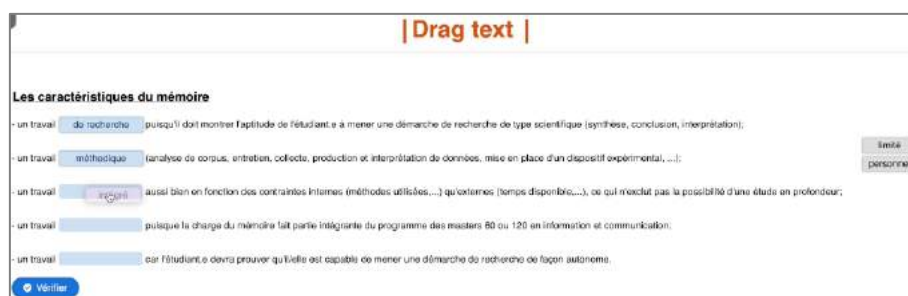 | Drag text |
Les caractéristiques du mémoire
- un travail de recherche puisqu'il doit montrer l'aptitude de l'étudiant.e à mener une démarche de recherche de type scientifique (synthèse, conclusion, interprétation);
- un travail méthodique (analyse de corpus, entretien, collecte, production et interprétation de données, mise en place d'un dispositif expérimental, ...);
limité
personnel
- un travail aussi bien en fonction des contraintes internes (méthodes utilisées,...) qu'externes (temps disponible,...), ce qui n'exclut pas la possibilité d'une étude en profondeur;
- un travail puisque la charge du mémoire fait partie intégrante du programme des masters 60 ou 120 en information et communication;
- un travail car l'étudiant.e devra prouver qu'il/elle est capable de mener une démarche de recherche de façon autonome.
Vérifier